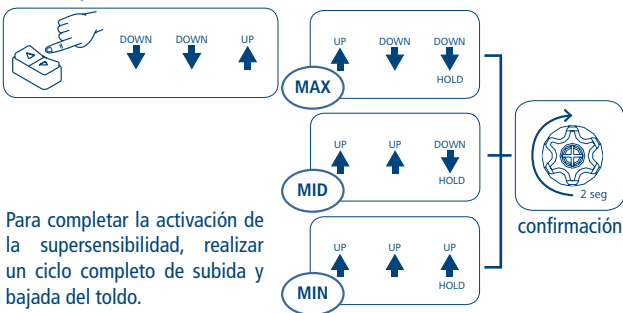 DOWN DOWN UP
UP DOWN DOWN
HOLD
MAX
UP UP DOWN
HOLD
MID
UP UP UP
HOLD
MIN
2 seg
confirmación
Para completar la activación de
la supersensibilidad, realizar
un ciclo completo de subida y
bajada del toldo.